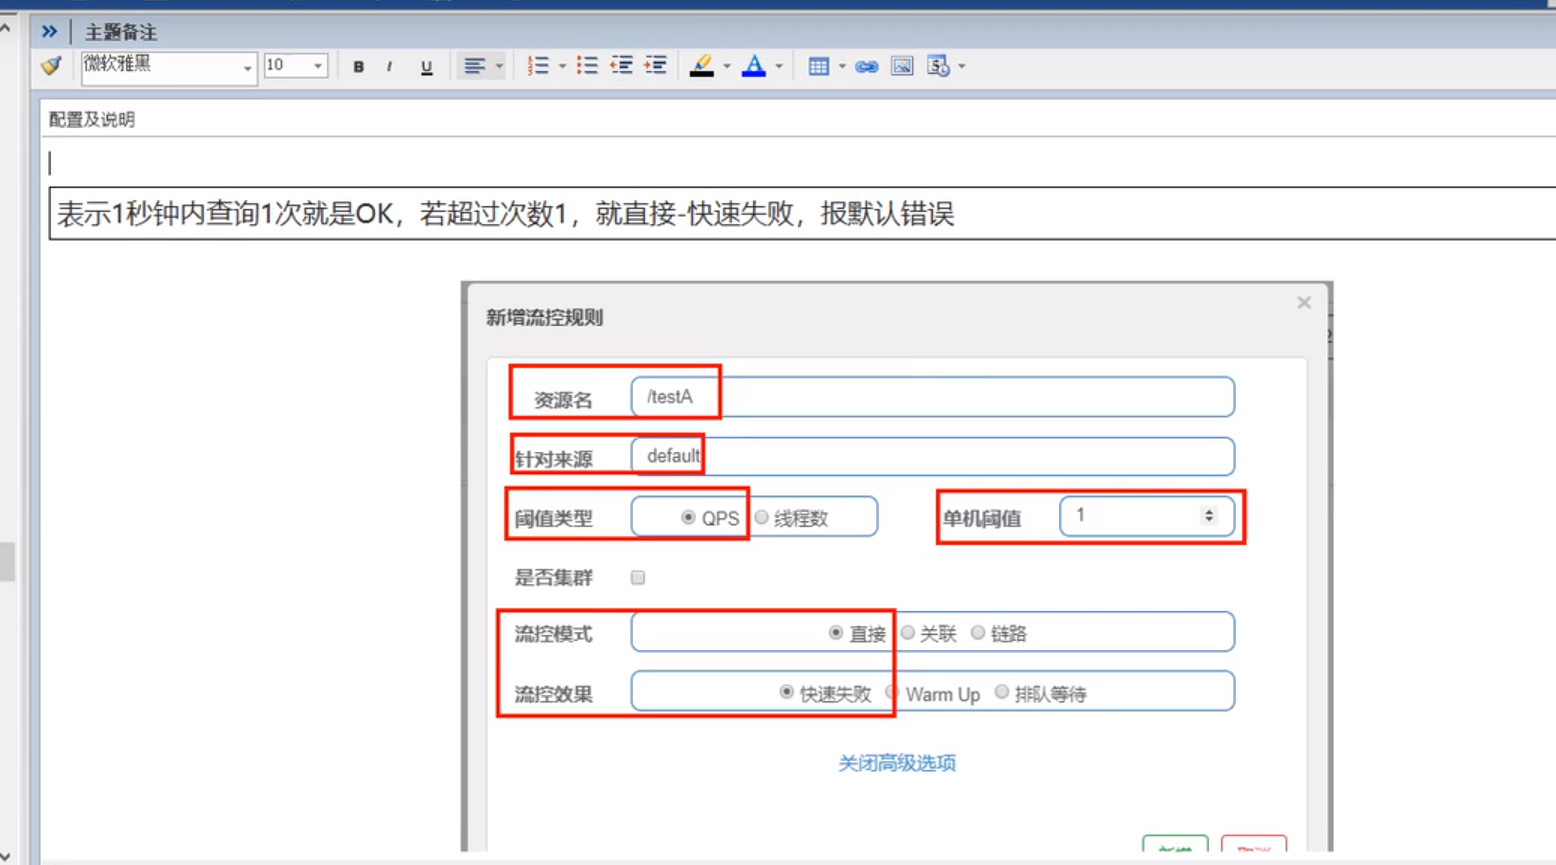 主题备注
微软雅黑 10 B I U
配置及说明
表示1秒钟内查询1次就是OK，若超过次数1，就直接-快速失败，报默认错误
新增流控规则 ×
资源名 /testA
针对来源 default
阈值类型 QPS 线程数 单机阈值 1
是否集群
流控模式 直接 关联 链路
流控效果 快速失败 Warm Up 排队等待
关闭高级选项
新增 取消